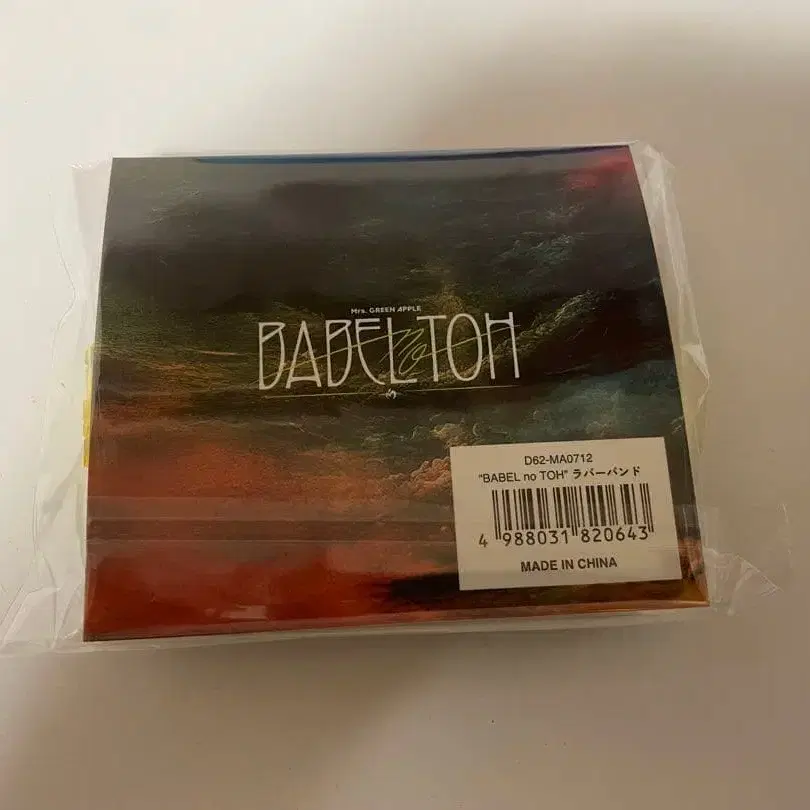 Mrs. GREEN APPLE
BABEL no TOH
D62-MA0712
"BABEL no TOH" ラバーバンド
4 988031 820643
MADE IN CHINA